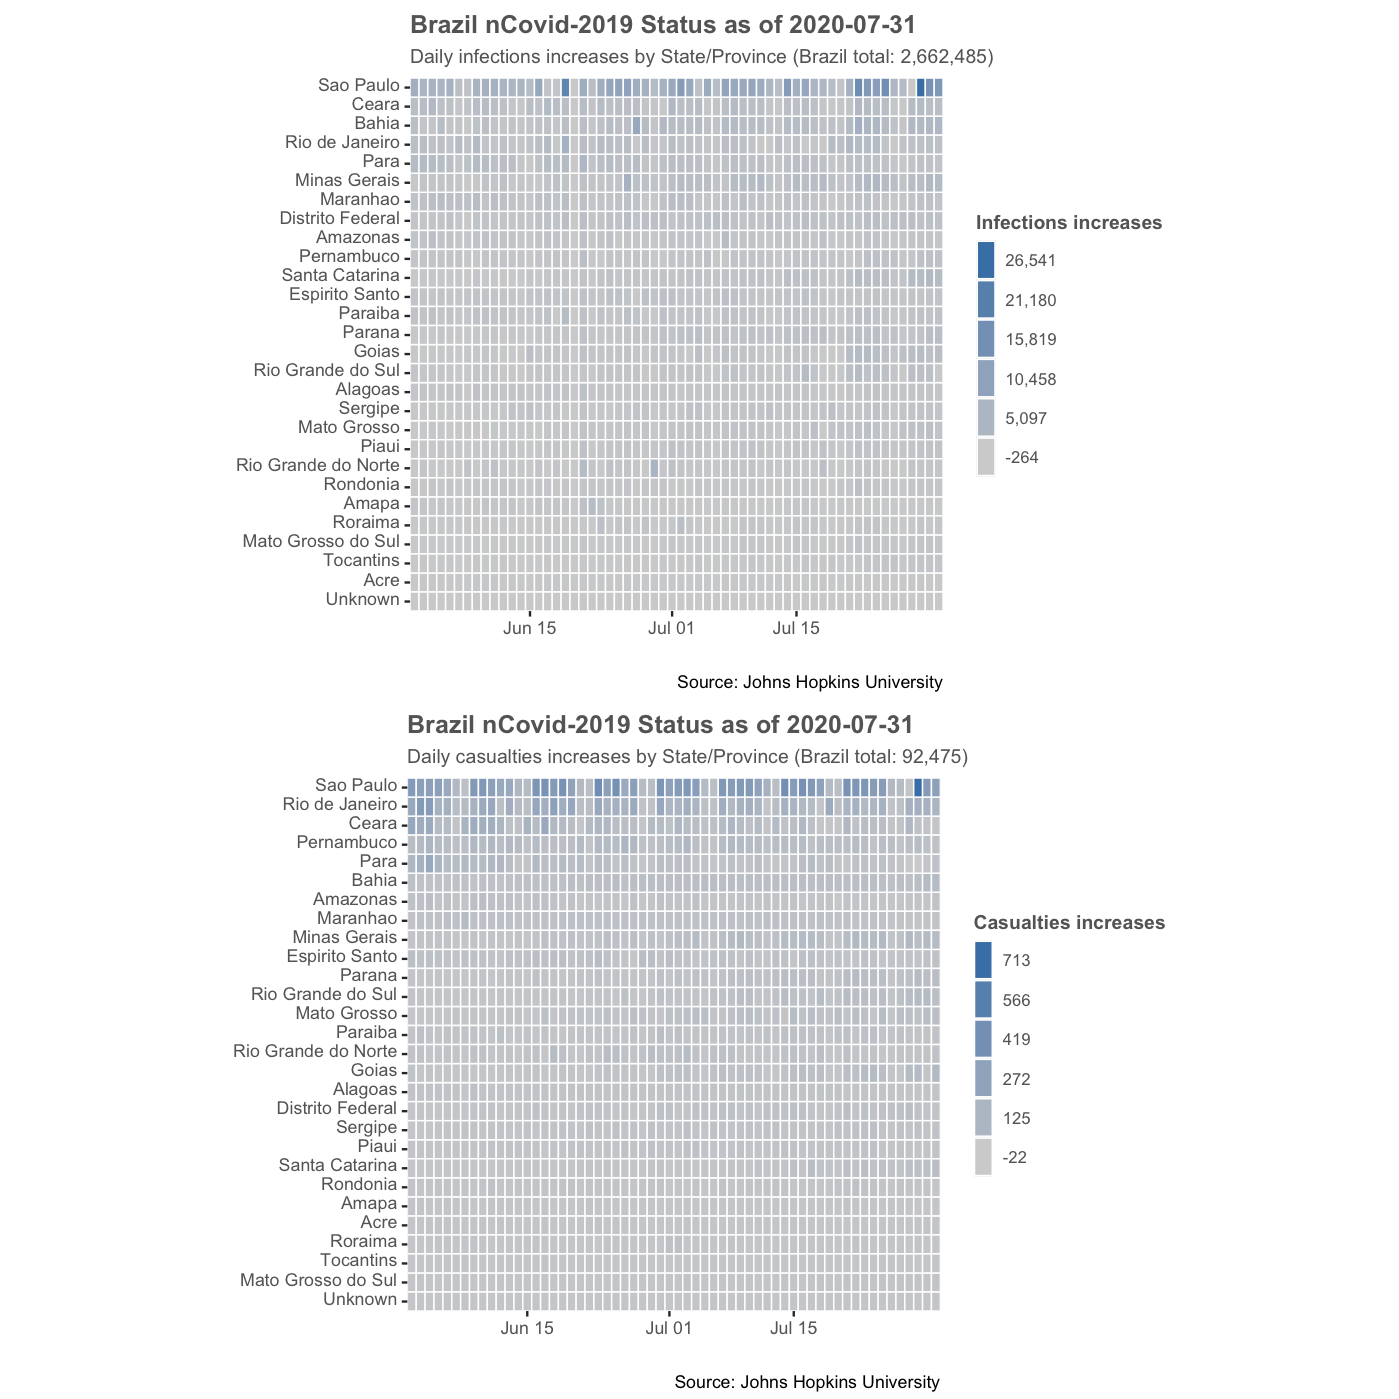 Brazil nCovid-2019 Status as of 2020-07-31
Daily infections increases by State/Province (Brazil total: 2,662,485)
Sao Paulo
Ceara
Bahia
Rio de Janeiro
Para
Minas Gerais
Maranhao
Distrito Federal
Amazonas
Pernambuco
Santa Catarina
Espirito Santo
Paraiba
Parana
Goias
Rio Grande do Sul
Alagoas
Sergipe
Mato Grosso
Piaui
Rio Grande do Norte
Rondonia
Amapa
Roraima
Mato Grosso do Sul
Tocantins
Acre
Unknown
Jun 15 Jul 01 Jul 15
Infections increases
26,541
21,180
15,819
10,458
5,097
-264
Source: Johns Hopkins University
Brazil nCovid-2019 Status as of 2020-07-31
Daily casualties increases by State/Province (Brazil total: 92,475)
Sao Paulo
Rio de Janeiro
Ceara
Pernambuco
Para
Bahia
Amazonas
Maranhao
Minas Gerais
Espirito Santo
Parana
Rio Grande do Sul
Mato Grosso
Paraiba
Rio Grande do Norte
Goias
Alagoas
Distrito Federal
Sergipe
Piaui
Santa Catarina
Rondonia
Amapa
Acre
Roraima
Tocantins
Mato Grosso do Sul
Unknown
Jun 15 Jul 01 Jul 15
Casualties increases
713
566
419
272
125
-22
Source: Johns Hopkins University